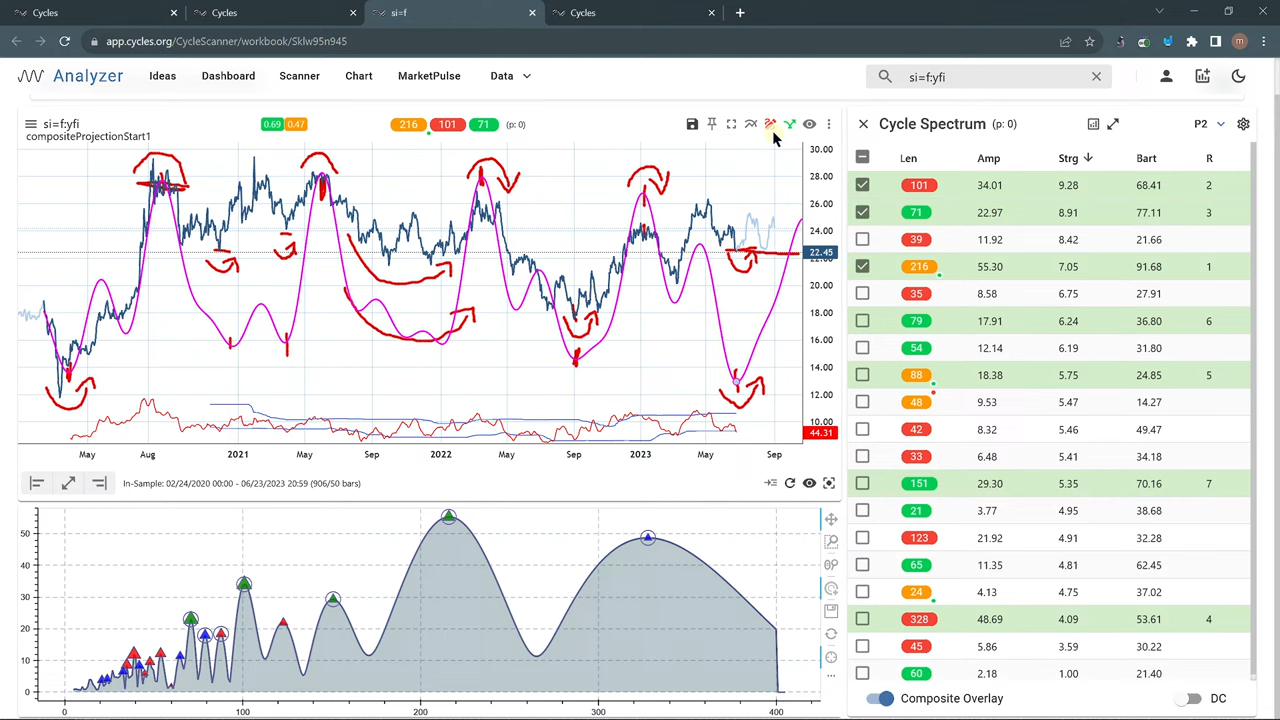 Cycles
Cycles
si=f
Cycles
app.cycles.org/CycleScanner/workbook/Sklw95n945
m
Analyzer Ideas Dashboard Scanner Chart MarketPulse Data
si=f:yfi
si=f:yfi
compositeProjectionStart1
0.69 0.47
216 101 71 (p: 0)
30.00
28.00
26.00
24.00
22.45
22.00
20.00
18.00
16.00
14.00
12.00
10.00
44.31
May Aug 2021 May Sep 2022 May Sep 2023 May Sep
In-Sample: 02/24/2020 00:00 - 06/23/2023 20:59 (906/50 bars)
50
40
30
20
10
0
0 100 200 300 400
Cycle Spectrum (p: 0) P2
Len Amp Strg Bart R
101 34.01 9.28 68.41 2
71 22.97 8.91 77.11 3
39 11.92 8.42 21.66
216 55.30 7.05 91.68 1
35 8.58 6.75 27.91
79 17.91 6.24 36.80 6
54 12.14 6.19 31.80
88 18.38 5.75 24.85 5
48 9.53 5.47 14.27
42 8.32 5.46 49.47
33 6.48 5.41 34.18
151 29.30 5.35 70.16 7
21 3.77 4.95 38.68
123 21.92 4.91 32.28
65 11.35 4.81 62.45
24 4.13 4.75 37.02
328 48.69 4.09 53.61 4
45 5.86 3.59 30.22
60 2.18 1.00 21.40
Composite Overlay DC